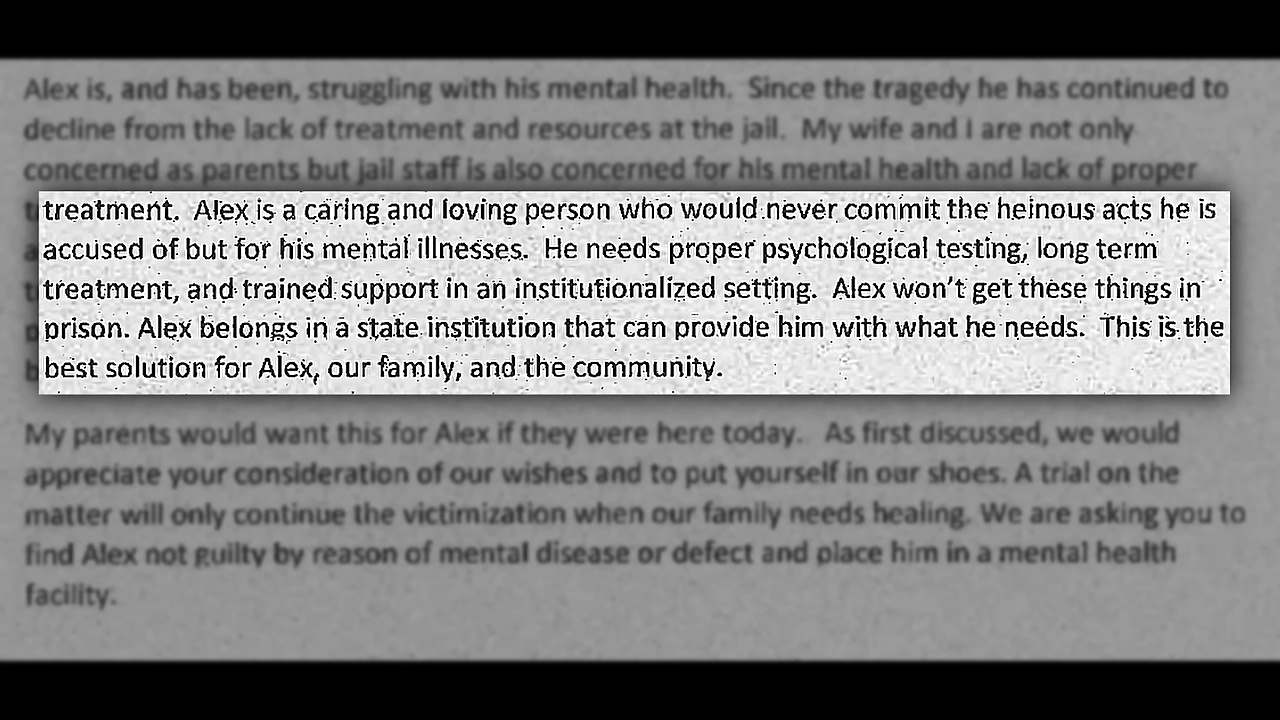 Alex is, and has been, struggling with his mental health.  Since the tragedy he has continued to
decline from the lack of treatment and resources at the jail.  My wife and I are not only
concerned as parents but jail staff is also concerned for his mental health and lack of proper
treatment.  Alex is a caring and loving person who would never commit the heinous acts he is
accused of but for his mental illnesses.  He needs proper psychological testing, long term
treatment, and trained support in an institutionalized setting.  Alex won't get these things in
prison. Alex belongs in a state institution that can provide him with what he needs.  This is the
best solution for Alex, our family, and the community.
My parents would want this for Alex if they were here today.   As first discussed, we would
appreciate your consideration of our wishes and to put yourself in our shoes. A trial on the
matter will only continue the victimization when our family needs healing. We are asking you to
find Alex not guilty by reason of mental disease or defect and place him in a mental health
facility.